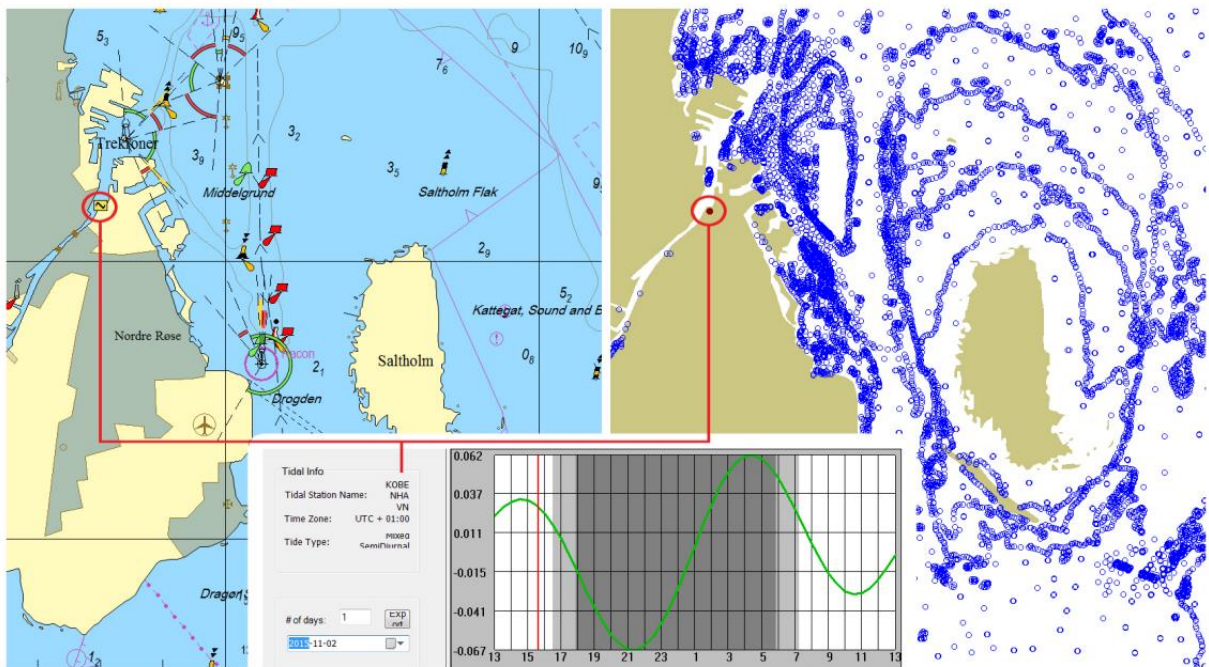 5₃
9₅
7₆
9
10₉
Trekroner
3₂
3₉
Middelgrund
3₅
Saltholm Flak
2₉
5₂
Kattegat, Sound and B
Nordre Røse
Racon
Saltholm
0₆
2₁
Drogden
Dragør
1₂
Tidal Info
Tidal Station Name:
KOBE
NHA
VN
Time Zone:
UTC + 01:00
Tide Type:
Mixed
SemiDiurnal
# of days:
1
Exp
ort
2015-11-02
0.062
0.037
0.011
-0.015
-0.041
-0.067
13 15 17 19 21 23 1 3 5 7 9 11 13